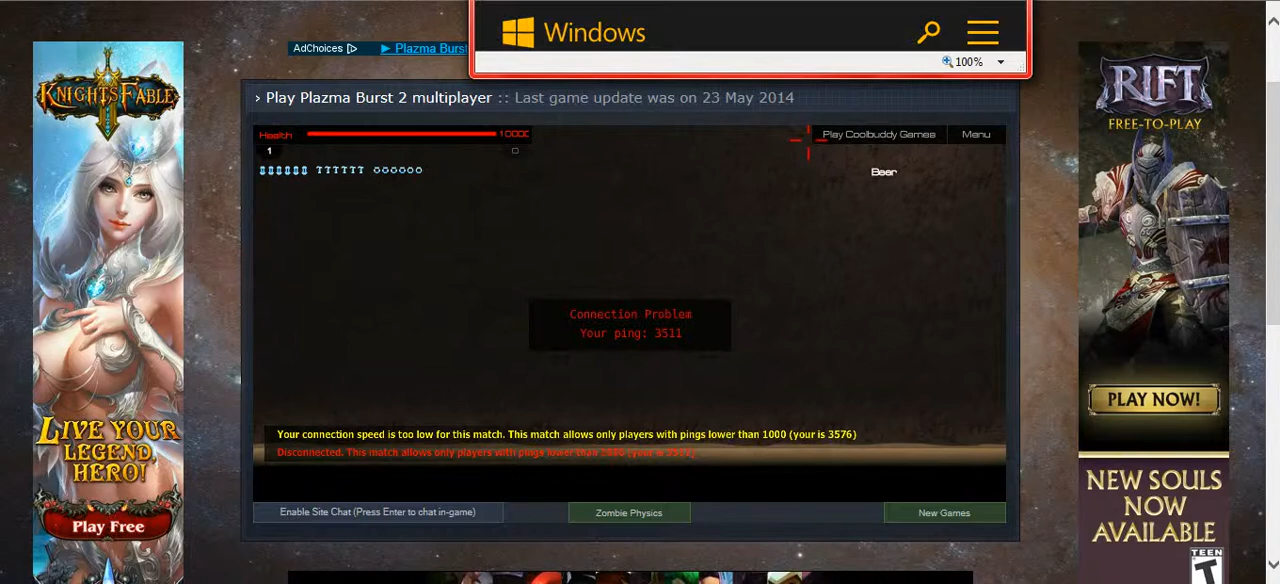 Windows
100%
AdChoices
Plazma Burst
› Play Plazma Burst 2 multiplayer :: Last game update was on 23 May 2014
Health
1000
Play Coolbuddy Games
Menu
1
Beer
Connection Problem
Your ping: 3511
Your connection speed is too low for this match. This match allows only players with pings lower than 1000 (your is 3576)
Disconnected. This match allows only players with pings lower than
Enable Site Chat (Press Enter to chat in-game)
Zombie Physics
New Games
KNIGHTS FABLE
LIVE YOUR
LEGEND,
HERO!
Play Free
RIFT
FREE-TO-PLAY
PLAY NOW!
NEW SOULS
NOW
AVAILABLE
TEEN
T